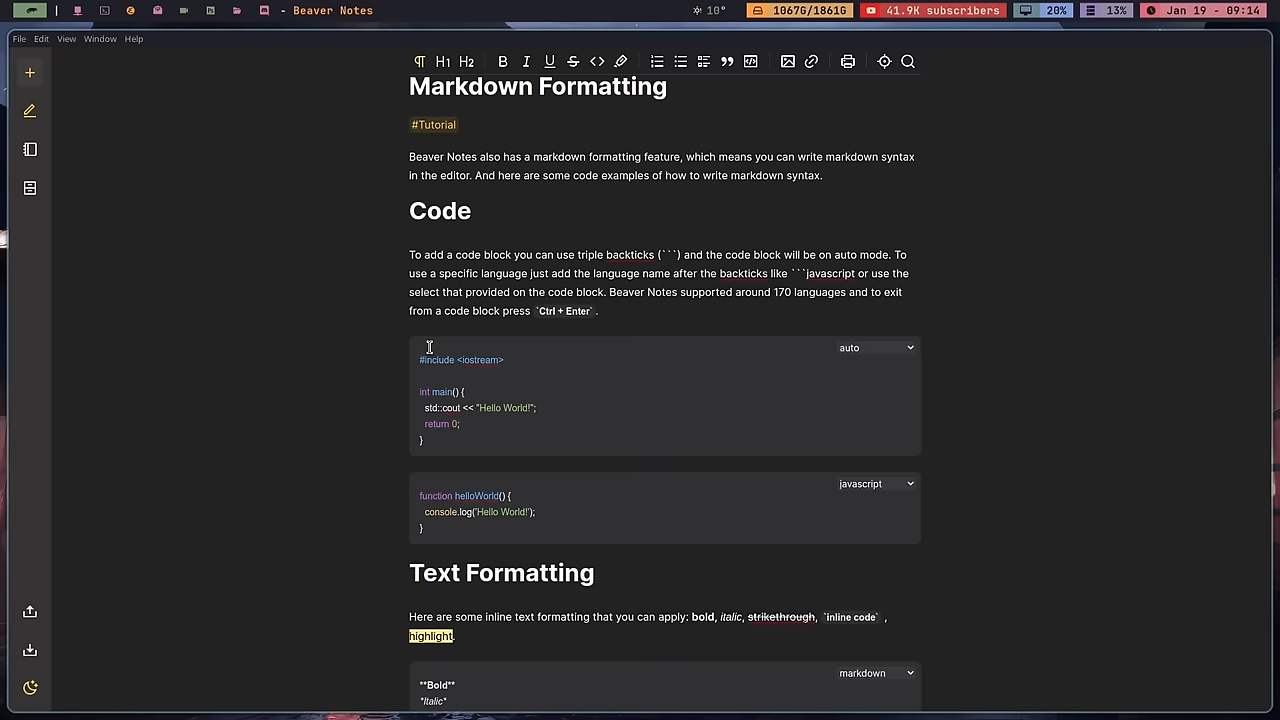 - Beaver Notes
10°
1067G/1861G
41.9K subscribers
20%
13%
Jan 19 - 09:14
File Edit View Window Help
H1 H2 B I U S
Markdown Formatting
#Tutorial
Beaver Notes also has a markdown formatting feature, which means you can write markdown syntax
in the editor. And here are some code examples of how to write markdown syntax.
Code
To add a code block you can use triple backticks (```) and the code block will be on auto mode. To
use a specific language just add the language name after the backticks like ```javascript or use the
select that provided on the code block. Beaver Notes supported around 170 languages and to exit
from a code block press `Ctrl + Enter`.
auto
#include <iostream>
int main() {
std::cout << "Hello World!";
return 0;
}
javascript
function helloWorld() {
console.log('Hello World!');
}
Text Formatting
Here are some inline text formatting that you can apply: bold, italic, strikethrough, `inline code` ,
highlight.
markdown
**Bold**
*Italic*